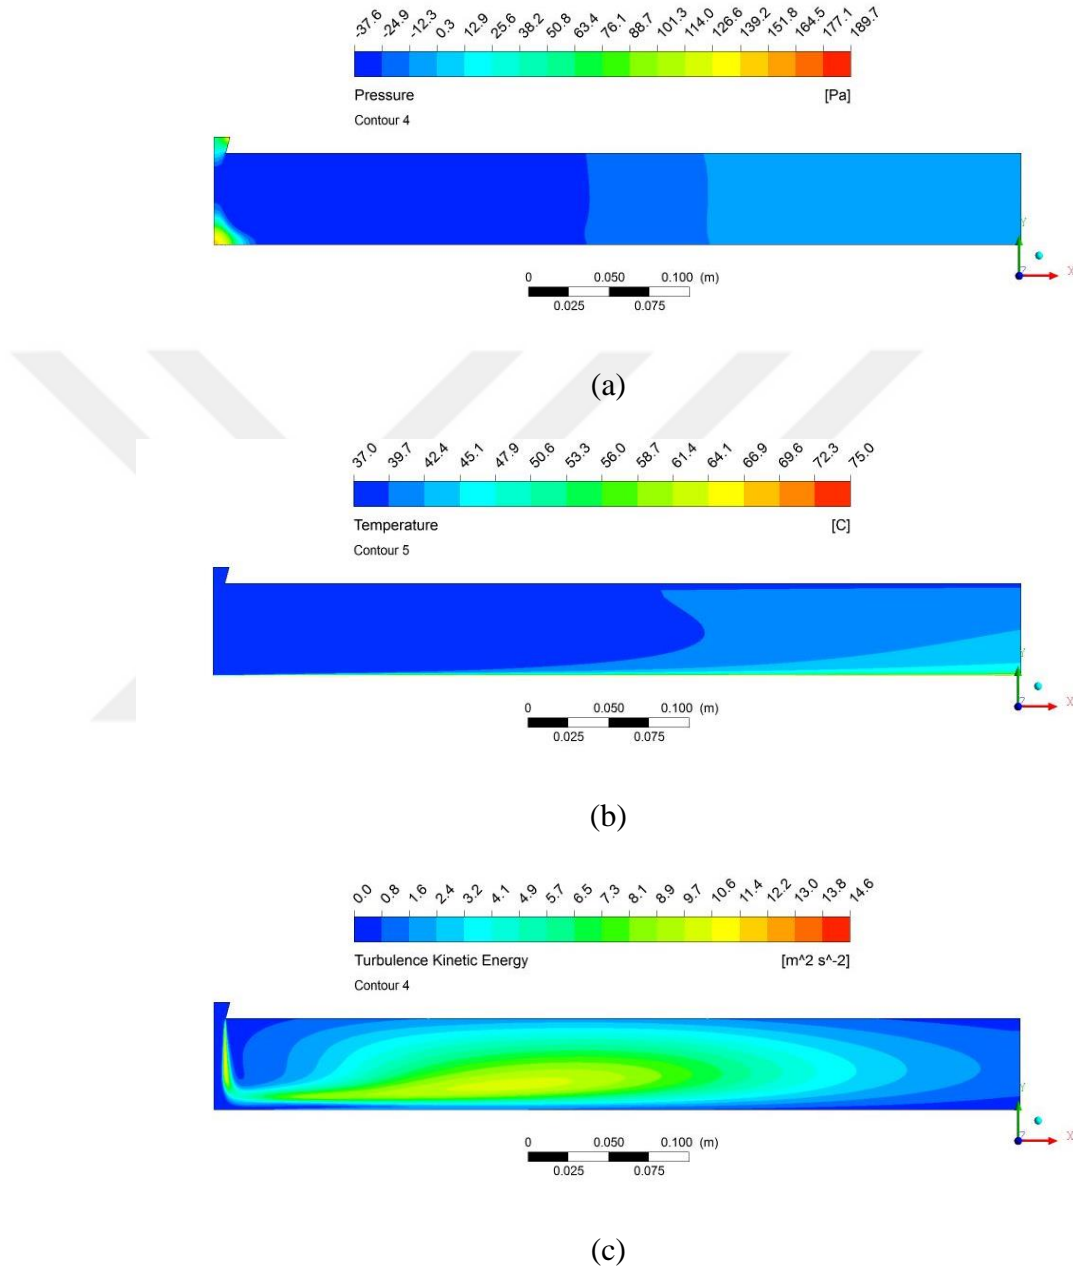 -37.6 -24.9 -12.3 0.3 12.9 25.6 38.2 50.8 63.4 76.1 88.7 101.3 114.0 126.6 139.2 151.8 164.5 177.1 189.7
Pressure [Pa]
Contour 4
Y
Z X
0 0.050 0.100 (m)
0.025 0.075
(a)
37.0 39.7 42.4 45.1 47.9 50.6 53.3 56.0 58.7 61.4 64.1 66.9 69.6 72.3 75.0
Temperature [C]
Contour 5
Y
Z X
0 0.050 0.100 (m)
0.025 0.075
(b)
0.0 0.8 1.6 2.4 3.2 4.1 4.9 5.7 6.5 7.3 8.1 8.9 9.7 10.6 11.4 12.2 13.0 13.8 14.6
Turbulence Kinetic Energy [m^2 s^-2]
Contour 4
Y
Z X
0 0.050 0.100 (m)
0.025 0.075
(c)